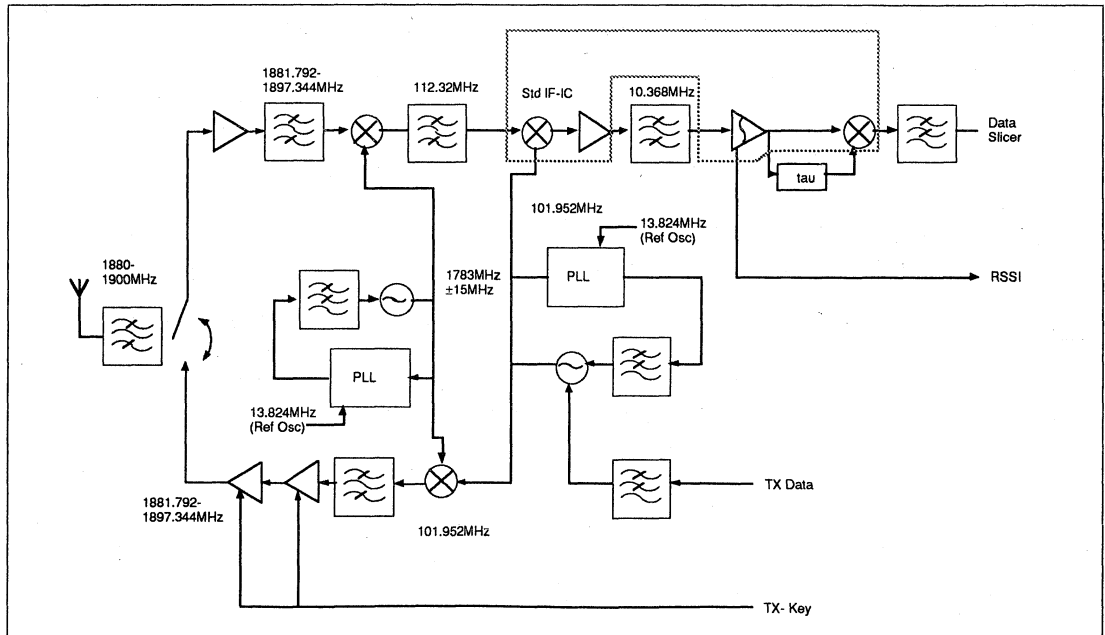 1881.792-
1897.344MHz
112.32MHz
Std IF-IC
10.368MHz
Data
Slicer
tau
101.952MHz
13.824MHz
(Ref Osc)
1880-
1900MHz
1783MHz
±15MHz
PLL
RSSI
PLL
13.824MHz
(Ref Osc)
1881.792-
1897.344MHz
101.952MHz
TX Data
TX- Key